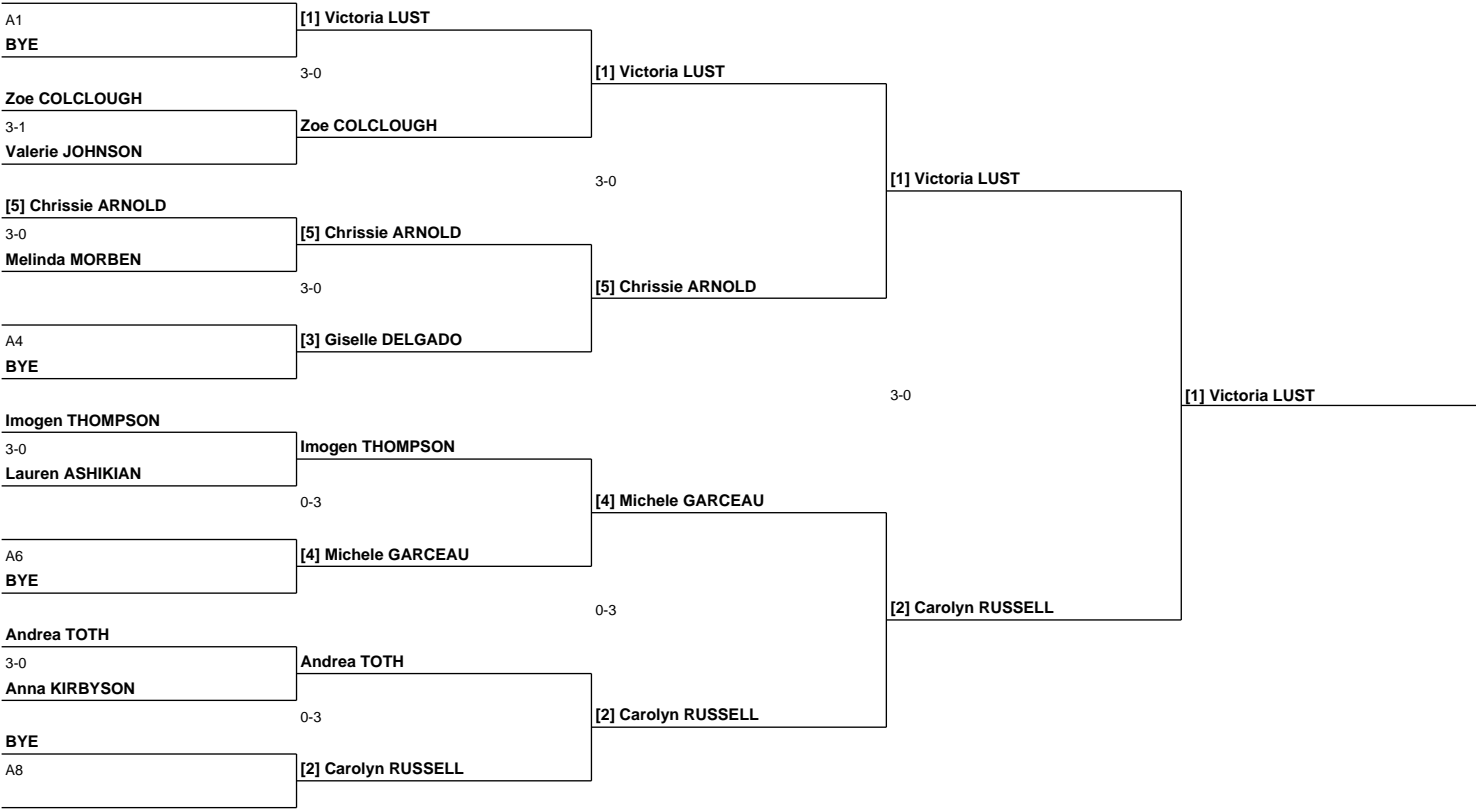 A1
BYE
[1] Victoria LUST
3-0
Zoe COLCLOUGH
3-1
Valerie JOHNSON
Zoe COLCLOUGH
[1] Victoria LUST
3-0
[5] Chrissie ARNOLD
3-0
Melinda MORBEN
[5] Chrissie ARNOLD
3-0
A4
BYE
[3] Giselle DELGADO
[5] Chrissie ARNOLD
[1] Victoria LUST
3-0
Imogen THOMPSON
3-0
Lauren ASHIKIAN
Imogen THOMPSON
0-3
A6
BYE
[4] Michele GARCEAU
[4] Michele GARCEAU
0-3
Andrea TOTH
3-0
Anna KIRBYSON
Andrea TOTH
0-3
BYE
A8
[2] Carolyn RUSSELL
[2] Carolyn RUSSELL
[2] Carolyn RUSSELL
[1] Victoria LUST